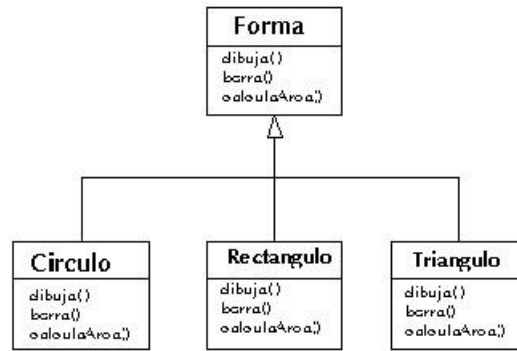 Forma
dibuja()
borra()
calculaArea()
Circulo
dibuja()
borra()
calculaArea()
Rectangulo
dibuja()
borra()
calculaArea()
Triangulo
dibuja()
borra()
calculaArea()